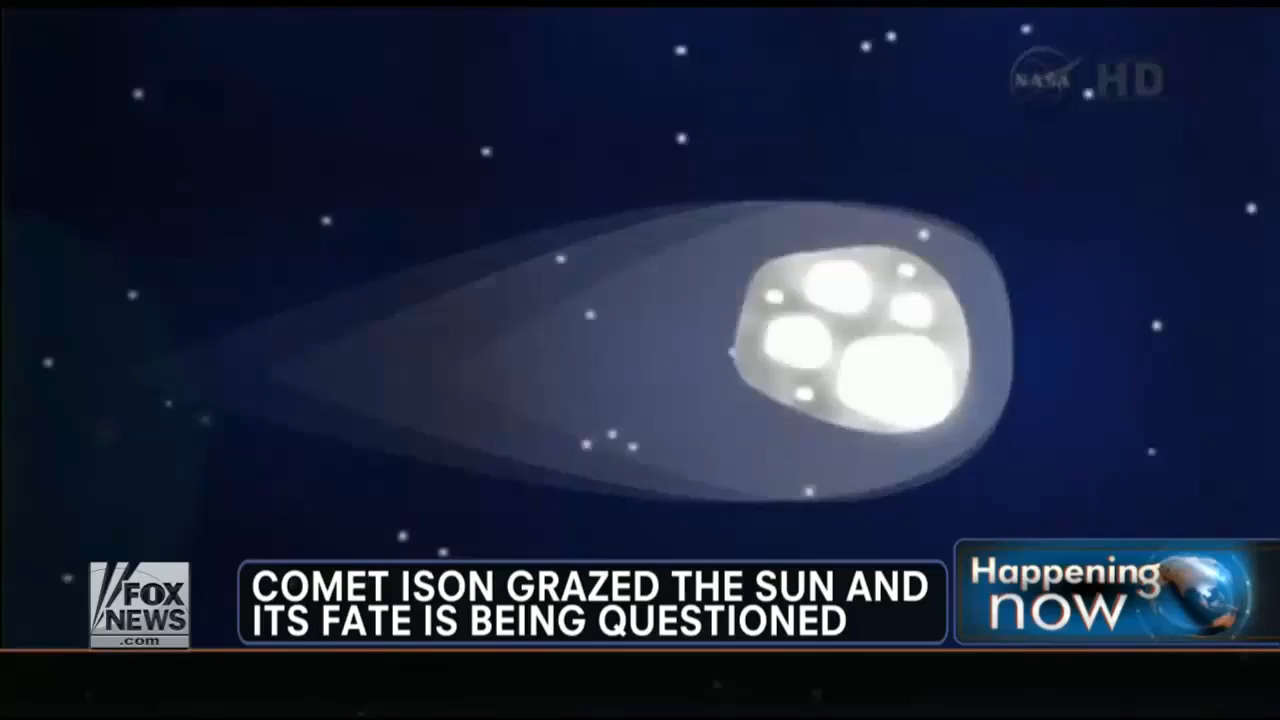 NASA HD
COMET ISON GRAZED THE SUN AND
ITS FATE IS BEING QUESTIONED
FOX
NEWS
.com
Happening
now